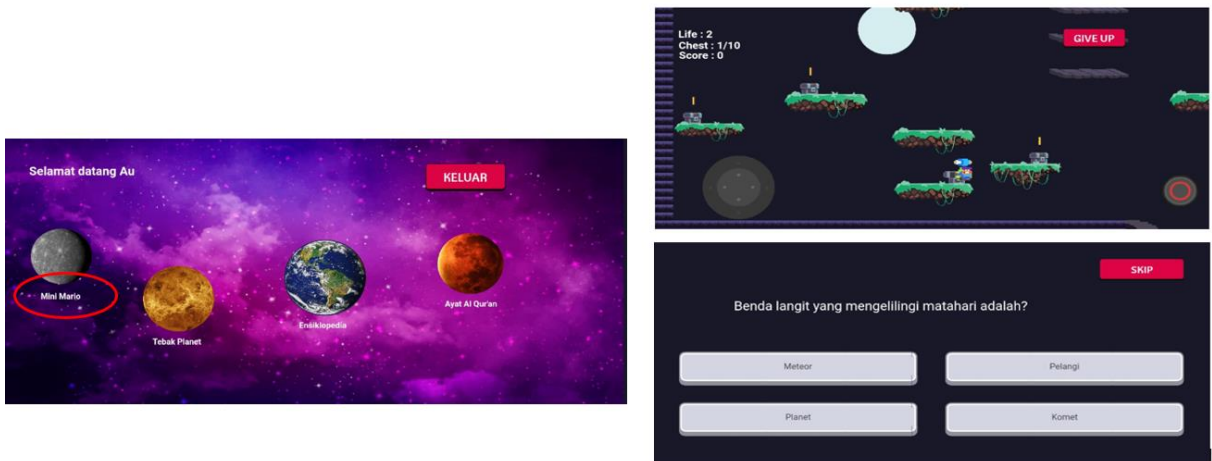 Selamat datang Au
KELUAR
Mini Mario
Tebak Planet
Ensiklopedia
Ayat Al Qur'an
Life : 2
Chest : 1/10
Score : 0
GIVE UP
SKIP
Benda langit yang mengelilingi matahari adalah?
Meteor
Pelangi
Planet
Komet